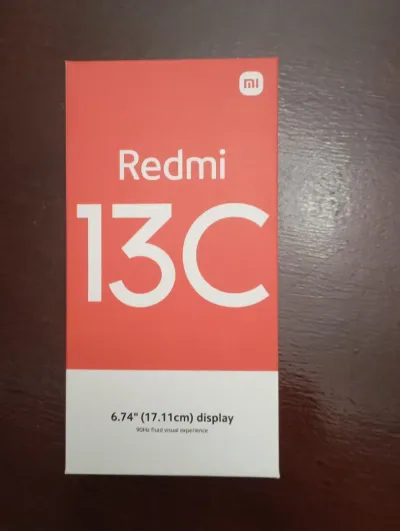 mi
Redmi
13C
6.74" (17.11cm) display
90Hz fluid visual experience